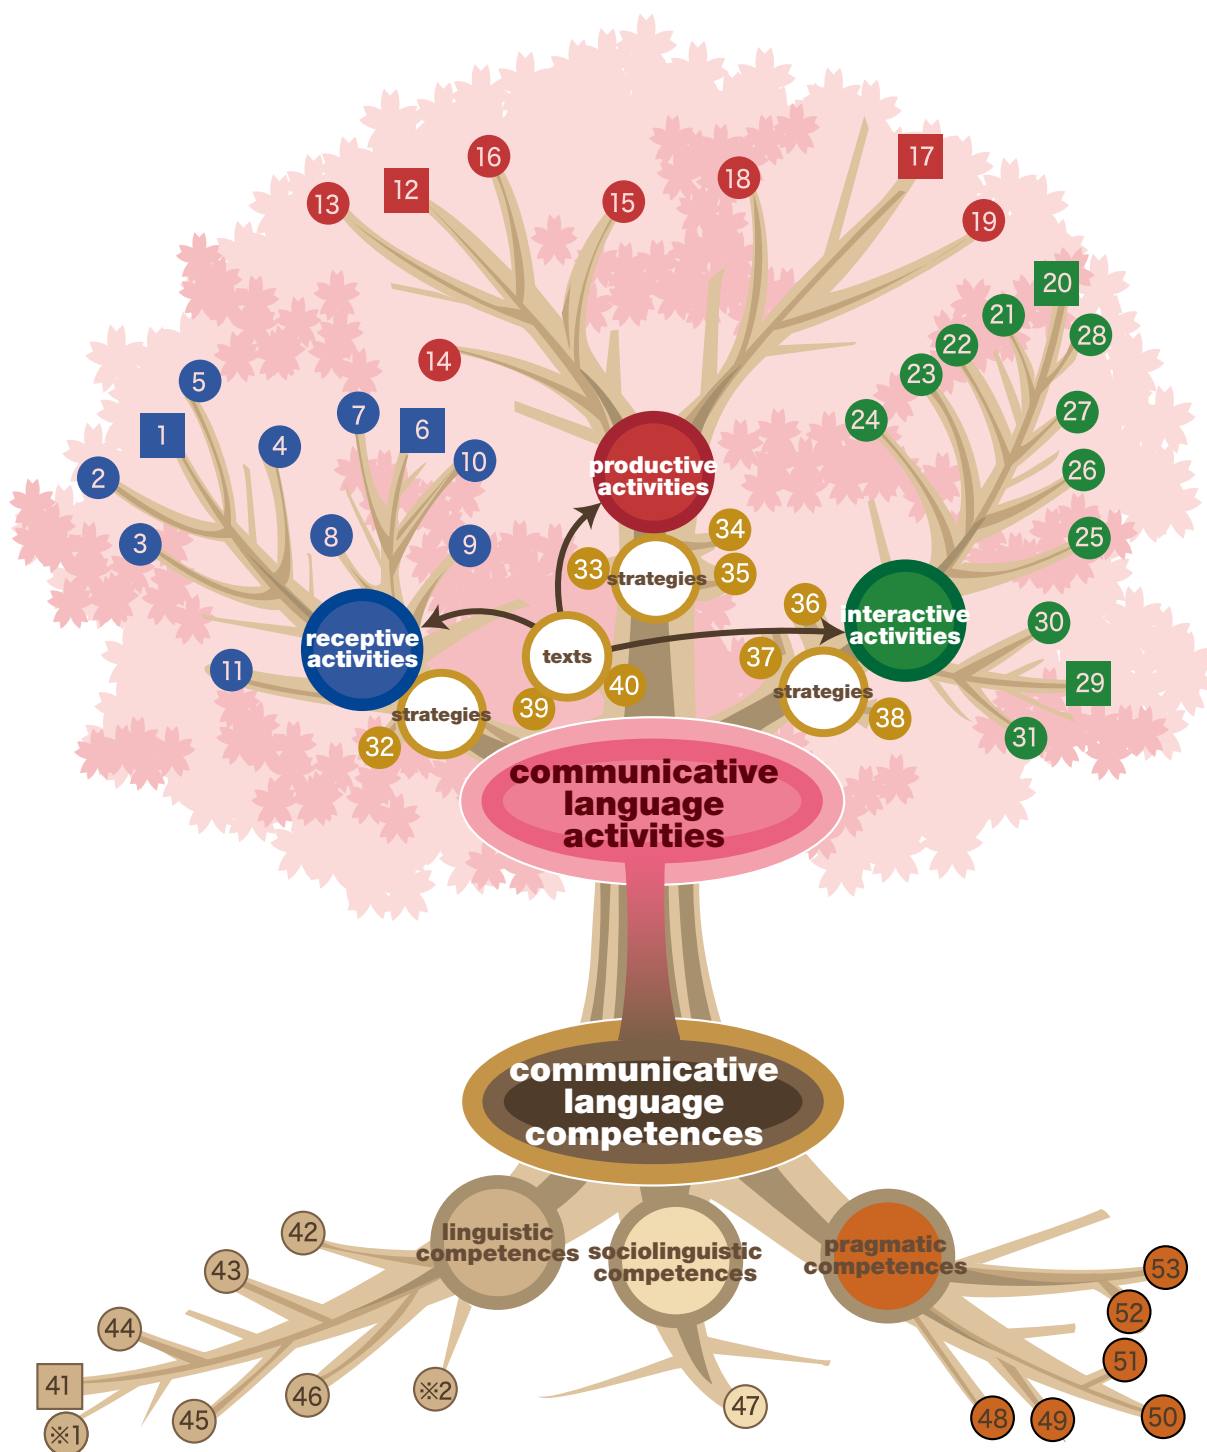 16
17
12
18
13
15
19
20
21
28
22
14
23
5
7
27
24
1
6
4
10
26
2
productive
activities
34
25
3
8
9
33
strategies
35
36
interactive
activities
30
receptive
activities
texts
37
11
40
29
strategies
39
strategies
38
32
31
communicative
language
activities
communicative
language
competences
42
linguistic
competences
sociolinguistic
competences
pragmatic
competences
43
53
52
44
51
41
46
※2
47
48
49
50
45
※1